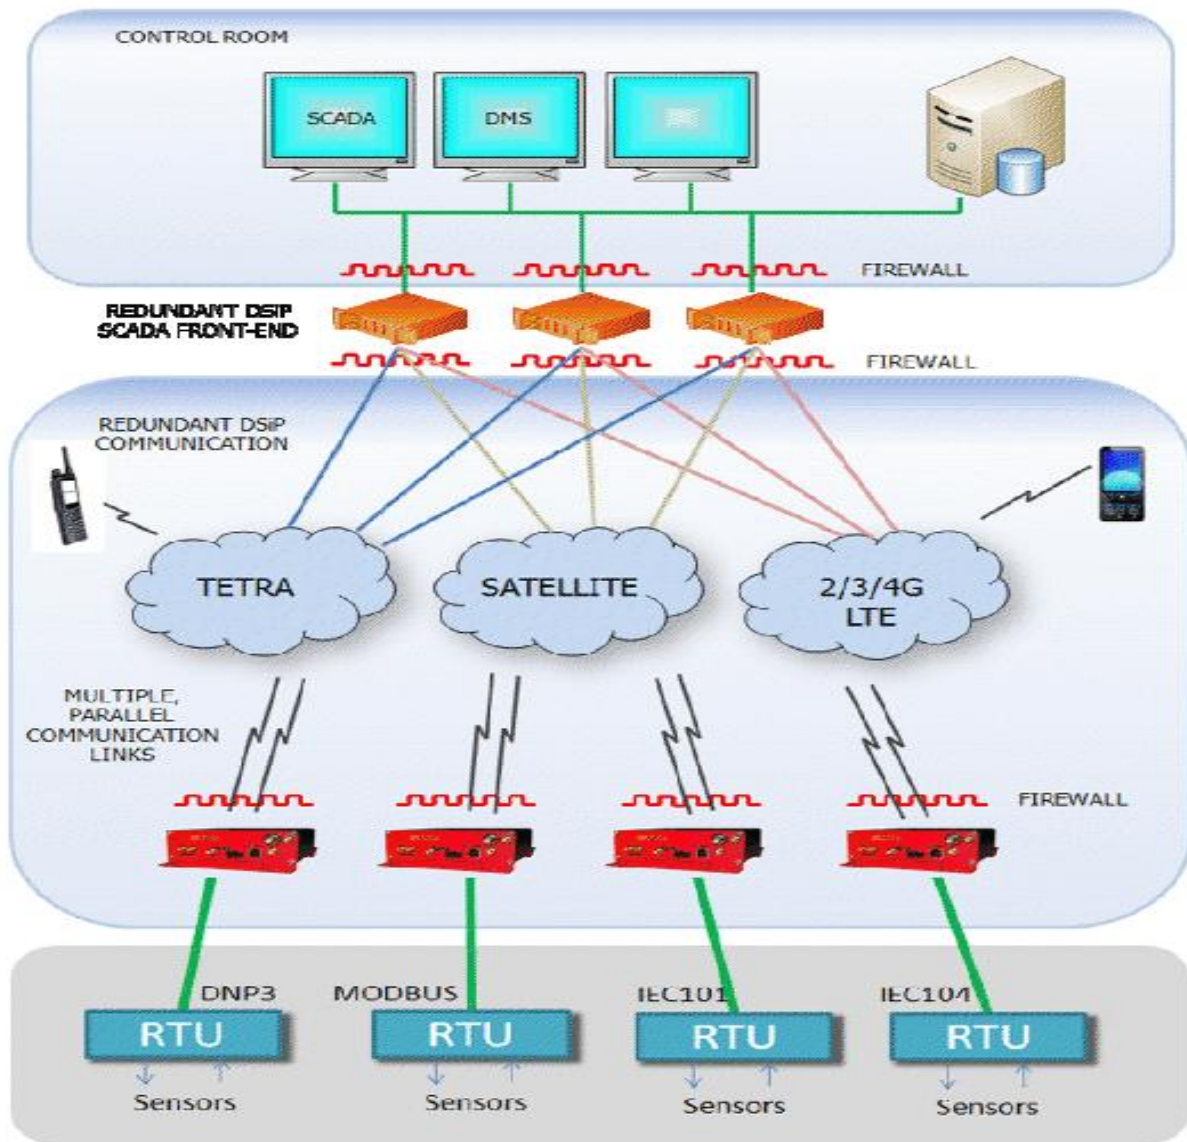 CONTROL ROOM
SCADA
DMS
FIREWALL
REDUNDANT DSiP
SCADA FRONT-END
FIREWALL
REDUNDANT DSiP
COMMUNICATION
TETRA
SATELLITE
2/3/4G
LTE
MULTIPLE,
PARALLEL
COMMUNICATION
LINKS
FIREWALL
DNP3
MODBUS
IEC101
IEC104
RTU
RTU
RTU
RTU
Sensors
Sensors
Sensors
Sensors